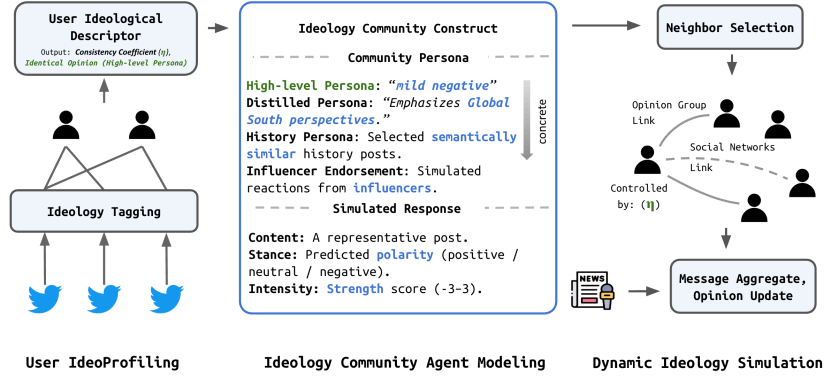 User Ideological
Descriptor
Output: Consistency Coefficient (η),
Identical Opinion (High-level Persona)
Ideology Tagging
User IdeoProfiling
Ideology Community Construct
Community Persona
High-level Persona: “mild negative”
Distilled Persona: “Emphasizes Global
South perspectives.”
History Persona: Selected semantically
similar history posts.
Influencer Endorsement: Simulated
reactions from influencers.
concrete
Simulated Response
Content: A representative post.
Stance: Predicted polarity (positive /
neutral / negative).
Intensity: Strength score (-3–3).
Ideology Community Agent Modeling
Neighbor Selection
Opinion Group
Link
Social Networks
Link
Controlled
by: (η)
NEWS
Message Aggregate,
Opinion Update
Dynamic Ideology Simulation